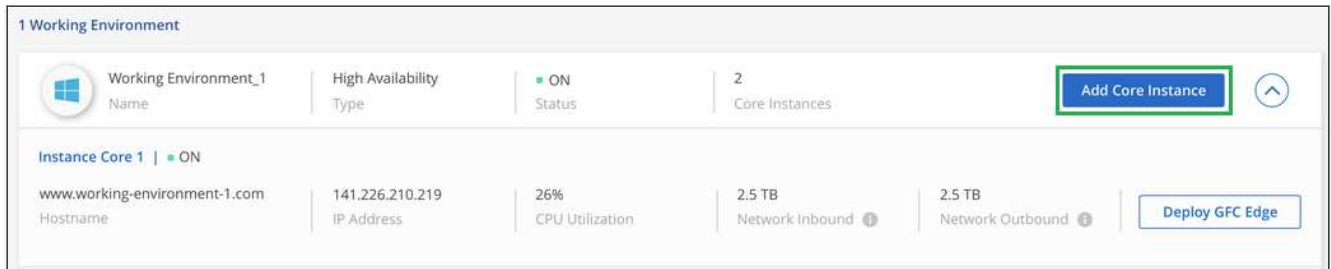 1 Working Environment
Working Environment_1 High Availability ON 2 Add Core Instance
Name Type Status Core Instances
Instance Core 1 | ON
www.working-environment-1.com 141.226.210.219 26% 2.5 TB 2.5 TB Deploy GFC Edge
Hostname IP Address CPU Utilization Network Inbound Network Outbound